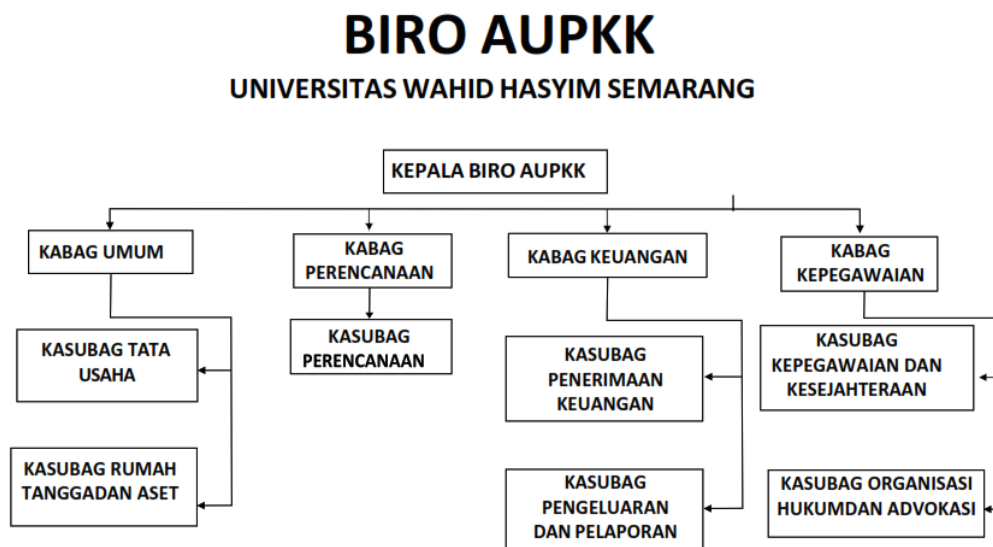 BIRO AUPKK
UNIVERSITAS WAHID HASYIM SEMARANG
KEPALA BIRO AUPKK
KABAG UMUM
KABAG
PERENCANAAN
KABAG KEUANGAN
KABAG
KEPEGAWAIAN
KASUBAG TATA
USAHA
KASUBAG
PERENCANAAN
KASUBAG
PENERIMAAN
KEUANGAN
KASUBAG
KEPEGAWAIAN DAN
KESEJAHTERAAN
KASUBAG RUMAH
TANGGADAN ASET
KASUBAG
PENGELUARAN
DAN PELAPORAN
KASUBAG ORGANISASI
HUKUMDAN ADVOKASI